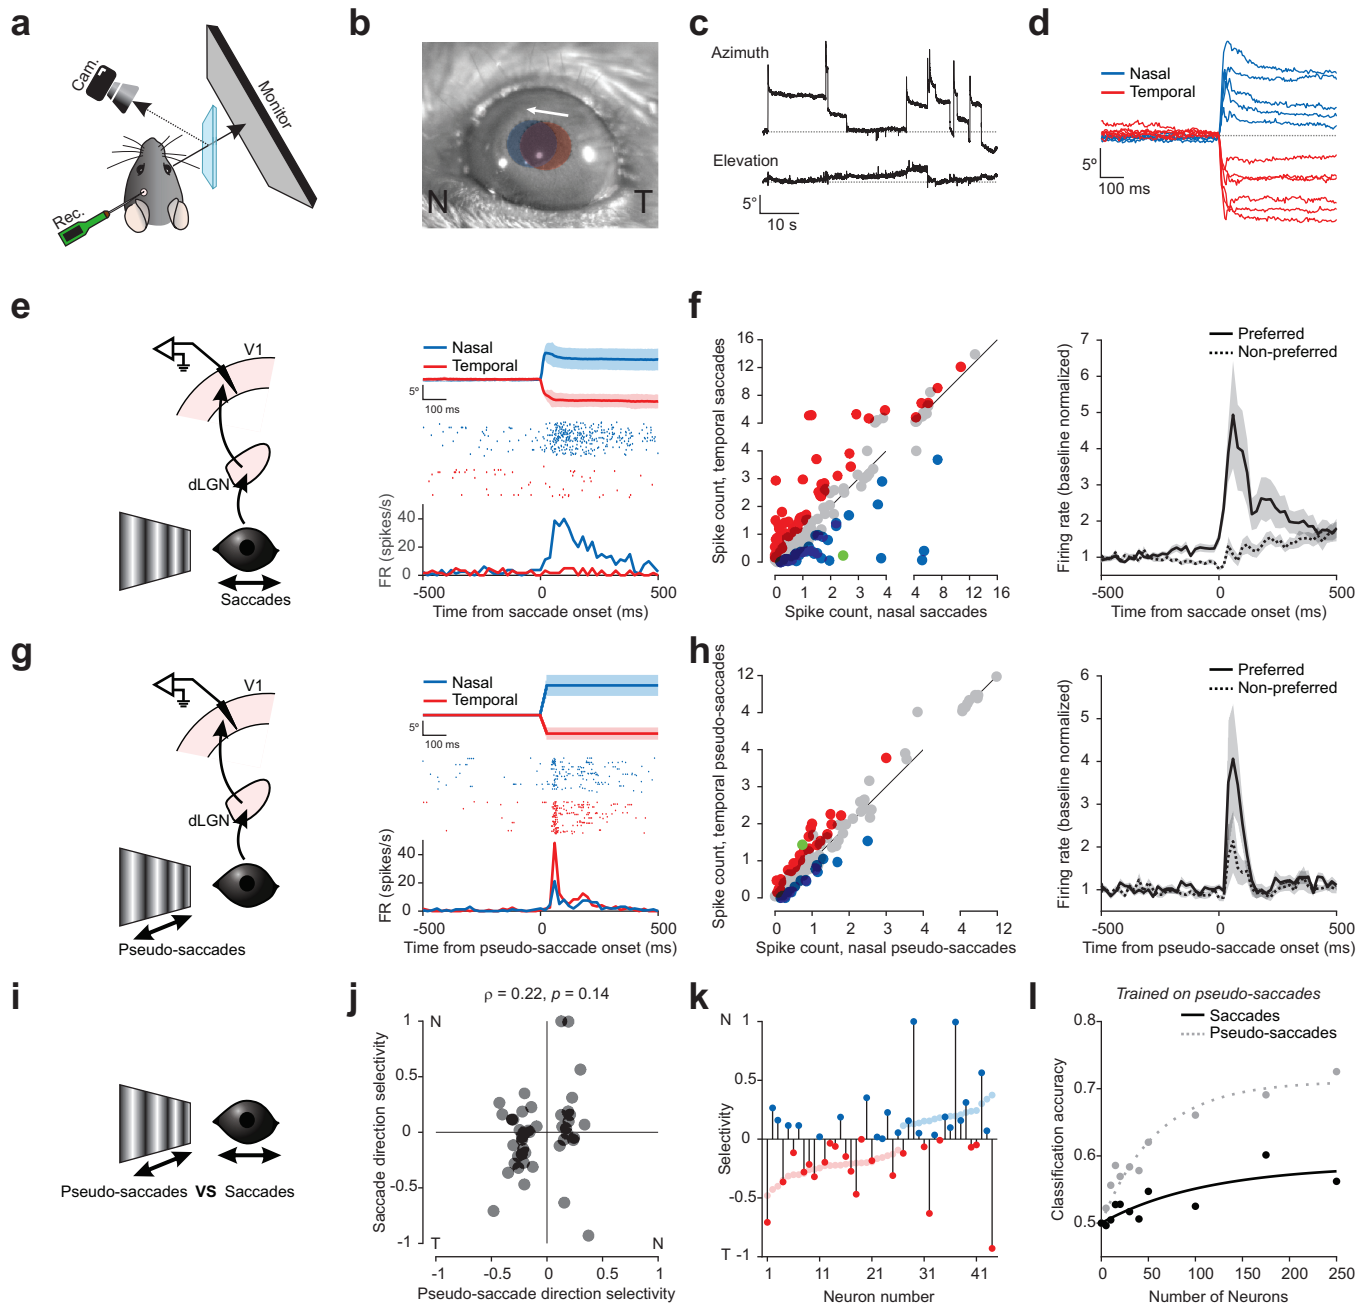 a
Cam.
Monitor
Rec.
b
N
T
c
Azimuth
Elevation
5°
10 s
d
Nasal
Temporal
5°
100 ms
e
V1
dLGN
Saccades
Nasal
Temporal
5°
100 ms
FR (spikes/s)
40
20
0
-500
0
500
Time from saccade onset (ms)
f
Spike count, temporal saccades
16
12
8
4
4
3
2
1
0
0 1 2 3 4 4 8 12 16
Spike count, nasal saccades
Preferred
Non-preferred
Firing rate (baseline normalized)
7
6
5
4
3
2
1
-500 0 500
Time from saccade onset (ms)
g
V1
dLGN
Pseudo-saccades
Nasal
Temporal
5°
100 ms
FR (spikes/s)
40
20
0
-500 0 500
Time from pseudo-saccade onset (ms)
h
Spike count, temporal pseudo-saccades
12
4
4
3
2
1
0
0 1 2 3 4 4 12
Spike count, nasal pseudo-saccades
Preferred
Non-preferred
Firing rate (baseline normalized)
6
5
4
3
2
1
-500 0 500
Time from pseudo-saccade onset (ms)
i
Pseudo-saccades VS Saccades
j
ρ = 0.22, p = 0.14
Saccade direction selectivity
1
0.5
0
-0.5
-1
N
T
N
-1 -0.5 0 0.5 1
Pseudo-saccade direction selectivity
k
N 1
0.5
0
-0.5
T -1
Selectivity
1 11 21 31 41
Neuron number
l
Trained on pseudo-saccades
Saccades
Pseudo-saccades
Classification accuracy
0.8
0.7
0.6
0.5
0 50 100 150 200 250
Number of Neurons